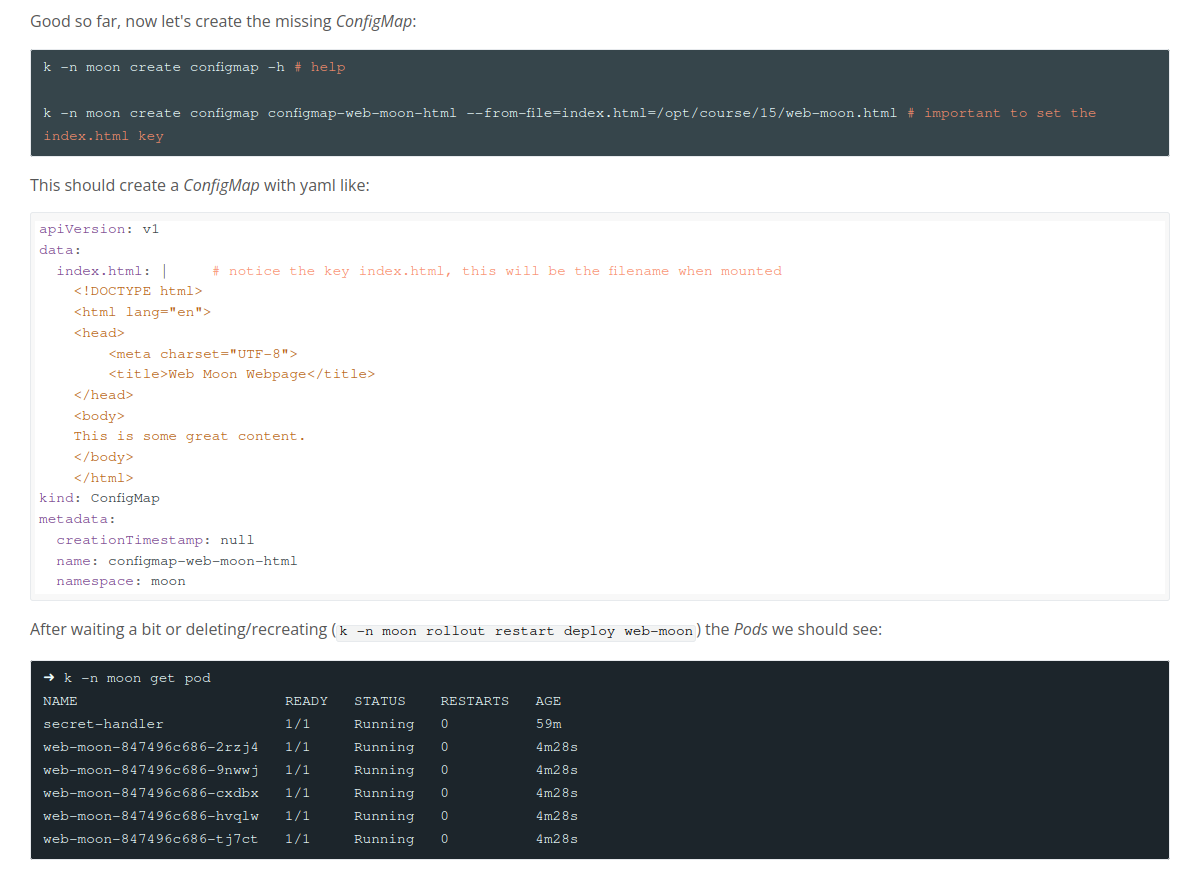 Good so far, now let's create the missing ConfigMap:
k -n moon create configmap -h # help
k -n moon create configmap configmap-web-moon-html --from-file=index.html=/opt/course/15/web-moon.html # important to set the
index.html key
This should create a ConfigMap with yaml like:
apiVersion: v1
data:
  index.html: |     # notice the key index.html, this will be the filename when mounted
    <!DOCTYPE html>
    <html lang="en">
    <head>
        <meta charset="UTF-8">
        <title>Web Moon Webpage</title>
    </head>
    <body>
    This is some great content.
    </body>
    </html>
kind: ConfigMap
metadata:
  creationTimestamp: null
  name: configmap-web-moon-html
  namespace: moon
After waiting a bit or deleting/recreating (k -n moon rollout restart deploy web-moon) the Pods we should see:
➜ k -n moon get pod
NAME                        READY   STATUS    RESTARTS   AGE
secret-handler              1/1     Running   0          59m
web-moon-847496c686-2rzj4   1/1     Running   0          4m28s
web-moon-847496c686-9nwwj   1/1     Running   0          4m28s
web-moon-847496c686-cxdbx   1/1     Running   0          4m28s
web-moon-847496c686-hvqlw   1/1     Running   0          4m28s
web-moon-847496c686-tj7ct   1/1     Running   0          4m28s